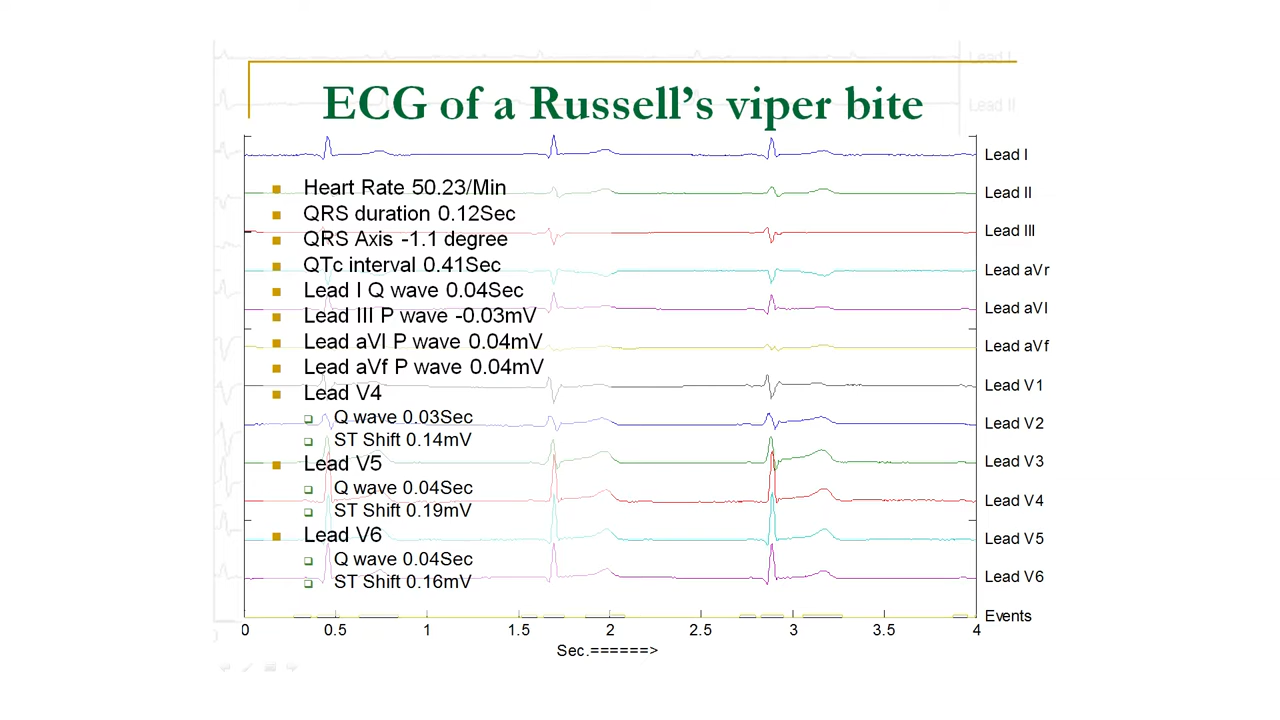 ECG of a Russell's viper bite
Lead I
Lead II
Heart Rate 50.23/Min
QRS duration 0.12Sec
QRS Axis -1.1 degree
QTc interval 0.41Sec
Lead I Q wave 0.04Sec
Lead III P wave -0.03mV
Lead aVl P wave 0.04mV
Lead aVf P wave 0.04mV
Lead V4
Q wave 0.03Sec
ST Shift 0.14mV
Lead V5
Q wave 0.04Sec
ST Shift 0.19mV
Lead V6
Q wave 0.04Sec
ST Shift 0.16mV
Lead I
Lead II
Lead III
Lead aVr
Lead aVl
Lead aVf
Lead V1
Lead V2
Lead V3
Lead V4
Lead V5
Lead V6
Events
0 0.5 1 1.5 2 2.5 3 3.5 4
Sec.======>